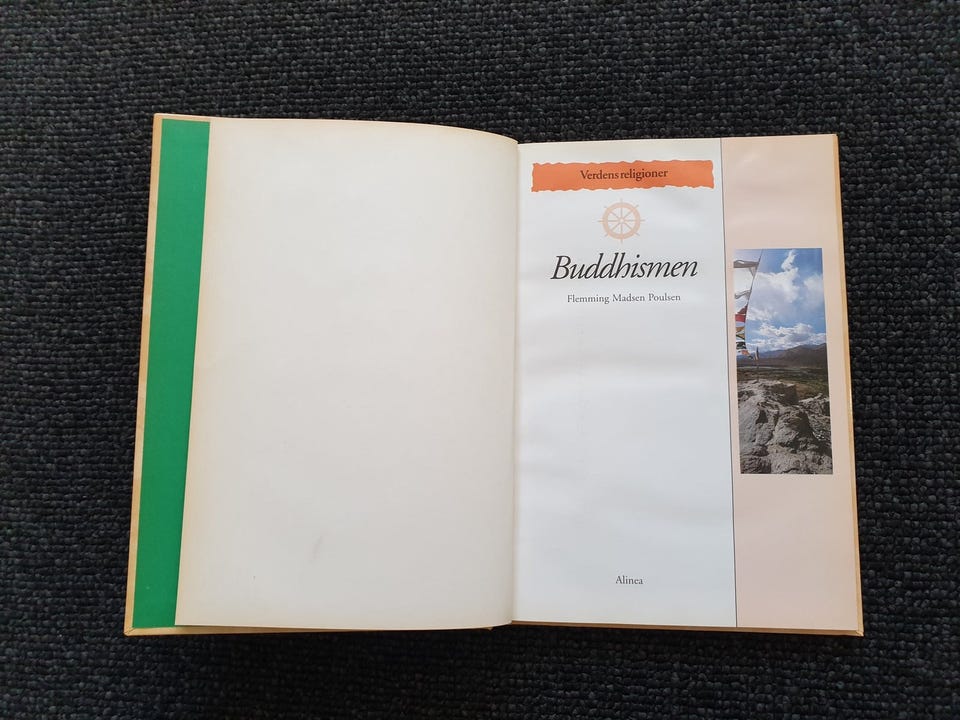 Verdens religioner
Buddhismen
Flemming Madsen Poulsen
Alinea